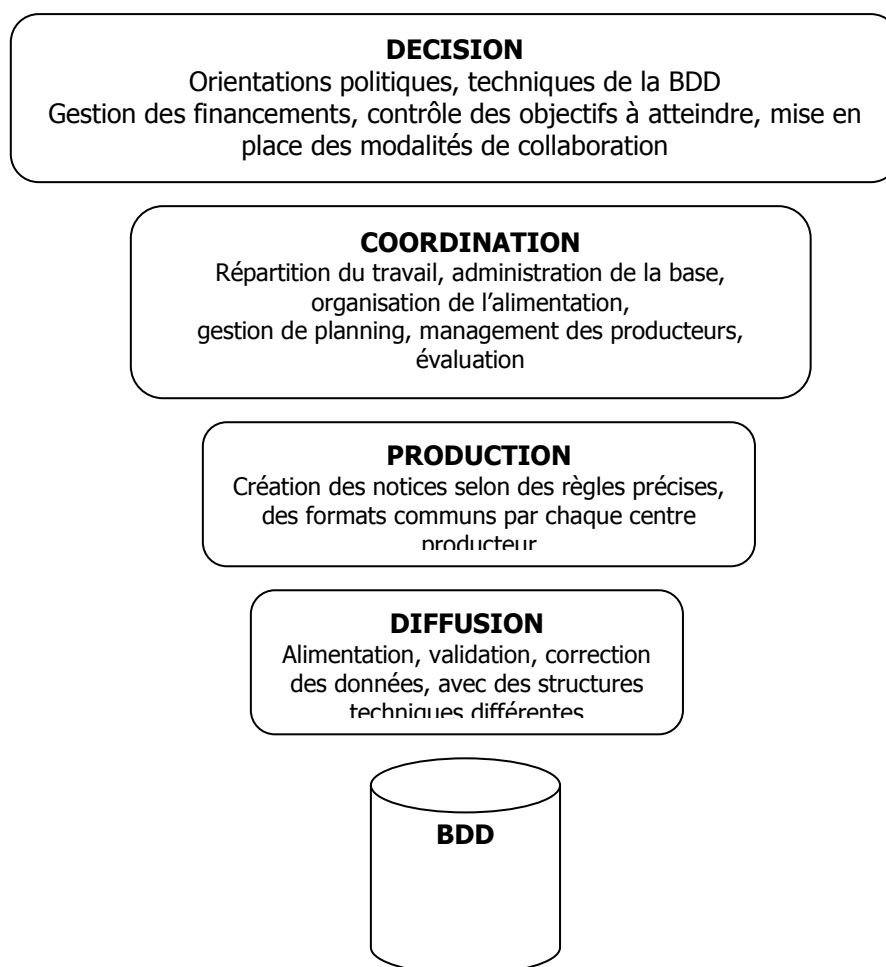 DECISION
Orientations politiques, techniques de la BDD
Gestion des financements, contrôle des objectifs à atteindre, mise en
place des modalités de collaboration
COORDINATION
Répartition du travail, administration de la base,
organisation de l’alimentation,
gestion de planning, management des producteurs,
évaluation
PRODUCTION
Création des notices selon des règles précises,
des formats communs par chaque centre
producteur
DIFFUSION
Alimentation, validation, correction
des données, avec des structures
techniques différentes
BDD